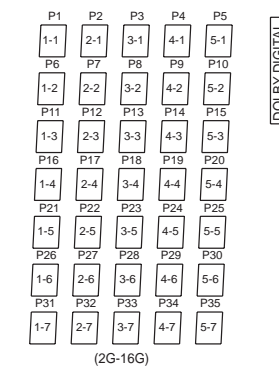 P1 P2 P3 P4 P5
1-1 2-1 3-1 4-1 5-1
P6 P7 P8 P9 P10
1-2 2-2 3-2 4-2 5-2
P11 P12 P13 P14 P15
1-3 2-3 3-3 4-3 5-3
P16 P17 P18 P19 P20
1-4 2-4 3-4 4-4 5-4
P21 P22 P23 P24 P25
1-5 2-5 3-5 4-5 5-5
P26 P27 P28 P29 P30
1-6 2-6 3-6 4-6 5-6
P31 P32 P33 P34 P35
1-7 2-7 3-7 4-7 5-7
(2G-16G)
DOLBY DIGITAL